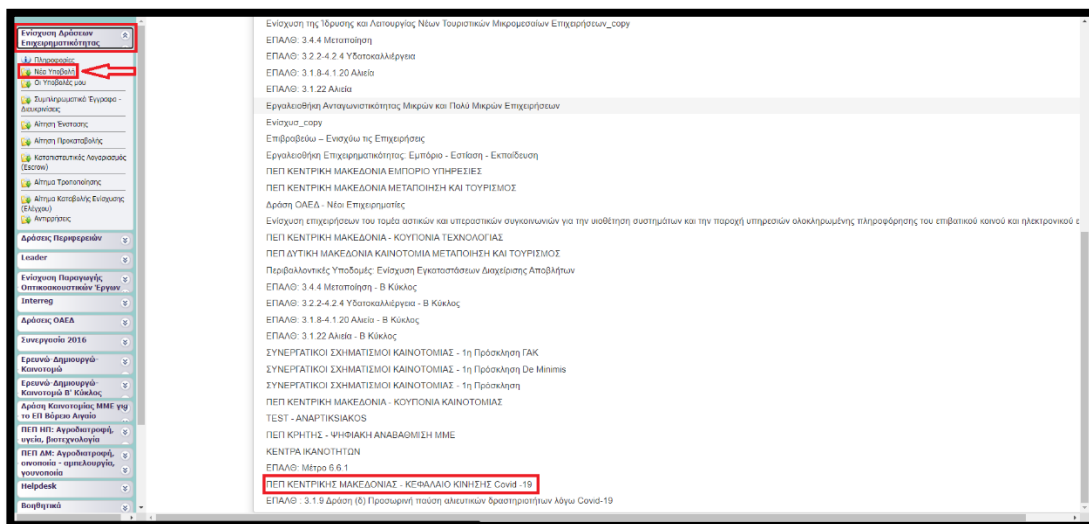 Ενίσχυση Δράσεων
Επιχειρηματικότητας
Πληροφορίες
Νέα Υποβολή
Οι Υποβολές μου
Συμπληρωματικά Έγγραφα -
Διευκρινίσεις
Αίτηση Ένστασης
Αίτηση Προκαταβολής
Καταπιστευτικός Λογαριασμός
(Escrow)
Αίτημα Τροποποίησης
Αίτημα Καταβολής Ενίσχυσης
(Ελέγχου)
Αντιρρήσεις
Δράσεις Περιφερειών
Leader
Ενίσχυση Παραγωγής
Οπτικοακουστικών Έργων
Interreg
Δράσεις ΟΑΕΔ
Συνεργασία 2016
Ερευνώ-Δημιουργώ-
Καινοτομώ
Ερευνώ-Δημιουργώ-
Καινοτομώ Β' Κύκλος
Δράση Καινοτομίας ΜΜΕ για
το ΕΠ Βόρειο Αιγαίο
ΠΕΠ ΗΠ: Αγροδιατροφή,
υγεία, βιοτεχνολογία
ΠΕΠ ΔΜ: Αγροδιατροφή,
οινοποιία - αμπελουργία,
γουνοποιία
Helpdesk
Βοηθητικά
Ενίσχυση της Ίδρυσης και Λειτουργίας Νέων Τουριστικών Μικρομεσαίων Επιχειρήσεων_copy
ΕΠΑΛΘ: 3.4.4 Μεταποίηση
ΕΠΑΛΘ: 3.2.2-4.2.4 Υδατοκαλλιέργεια
ΕΠΑΛΘ: 3.1.8-4.1.20 Αλιεία
ΕΠΑΛΘ: 3.1.22 Αλιεία
Εργαλειοθήκη Ανταγωνιστικότητας Μικρών και Πολύ Μικρών Επιχειρήσεων
Ενίσχυσ_copy
Επιβραβεύω – Ενισχύω τις Επιχειρήσεις
Εργαλειοθήκη Επιχειρηματικότητας: Εμπόριο - Εστίαση - Εκπαίδευση
ΠΕΠ ΚΕΝΤΡΙΚΗ ΜΑΚΕΔΟΝΙΑ ΕΜΠΟΡΙΟ ΥΠΗΡΕΣΙΕΣ
ΠΕΠ ΚΕΝΤΡΙΚΗ ΜΑΚΕΔΟΝΙΑ ΜΕΤΑΠΟΙΗΣΗ ΚΑΙ ΤΟΥΡΙΣΜΟΣ
Δράση ΟΑΕΔ - Νέοι Επιχειρηματίες
Ενίσχυση επιχειρήσεων του τομέα αστικών και υπεραστικών συγκοινωνιών για την υιοθέτηση συστημάτων και την παροχή υπηρεσιών ολοκληρωμένης πληροφόρησης του επιβατικού κοινού και ηλεκτρονικού ε
ΠΕΠ ΚΕΝΤΡΙΚΗ ΜΑΚΕΔΟΝΙΑ - ΚΟΥΠΟΝΙΑ ΤΕΧΝΟΛΟΓΙΑΣ
ΠΕΠ ΔΥΤΙΚΗ ΜΑΚΕΔΟΝΙΑ ΚΑΙΝΟΤΟΜΙΑ ΜΕΤΑΠΟΙΗΣΗ ΚΑΙ ΤΟΥΡΙΣΜΟΣ
Περιβαλλοντικές Υποδομές: Ενίσχυση Εγκαταστάσεων Διαχείρισης Αποβλήτων
ΕΠΑΛΘ: 3.4.4 Μεταποίηση - Β Κύκλος
ΕΠΑΛΘ: 3.2.2-4.2.4 Υδατοκαλλιέργεια - Β Κύκλος
ΕΠΑΛΘ: 3.1.8-4.1.20 Αλιεία - Β Κύκλος
ΕΠΑΛΘ: 3.1.22 Αλιεία - Β Κύκλος
ΣΥΝΕΡΓΑΤΙΚΟΙ ΣΧΗΜΑΤΙΣΜΟΙ ΚΑΙΝΟΤΟΜΙΑΣ - 1η Πρόσκληση ΓΑΚ
ΣΥΝΕΡΓΑΤΙΚΟΙ ΣΧΗΜΑΤΙΣΜΟΙ ΚΑΙΝΟΤΟΜΙΑΣ - 1η Πρόσκληση De Minimis
ΣΥΝΕΡΓΑΤΙΚΟΙ ΣΧΗΜΑΤΙΣΜΟΙ ΚΑΙΝΟΤΟΜΙΑΣ - 1η Πρόσκληση
ΠΕΠ ΚΕΝΤΡΙΚΗ ΜΑΚΕΔΟΝΙΑ - ΚΟΥΠΟΝΙΑ ΚΑΙΝΟΤΟΜΙΑΣ
TEST - ANAPTIKSIAKOS
ΠΕΠ ΚΡΗΤΗΣ - ΨΗΦΙΑΚΗ ΑΝΑΒΑΘΜΙΣΗ ΜΜΕ
ΚΕΝΤΡΑ ΙΚΑΝΟΤΗΤΩΝ
ΕΠΑΛΘ: Μέτρο 6.6.1
ΠΕΠ ΚΕΝΤΡΙΚΗΣ ΜΑΚΕΔΟΝΙΑΣ - ΚΕΦΑΛΑΙΟ ΚΙΝΗΣΗΣ Covid -19
ΕΠΑΛΘ : 3.1.9 Δράση (δ) Προσωρινή παύση αλιευτικών δραστηριοτήτων λόγω Covid-19